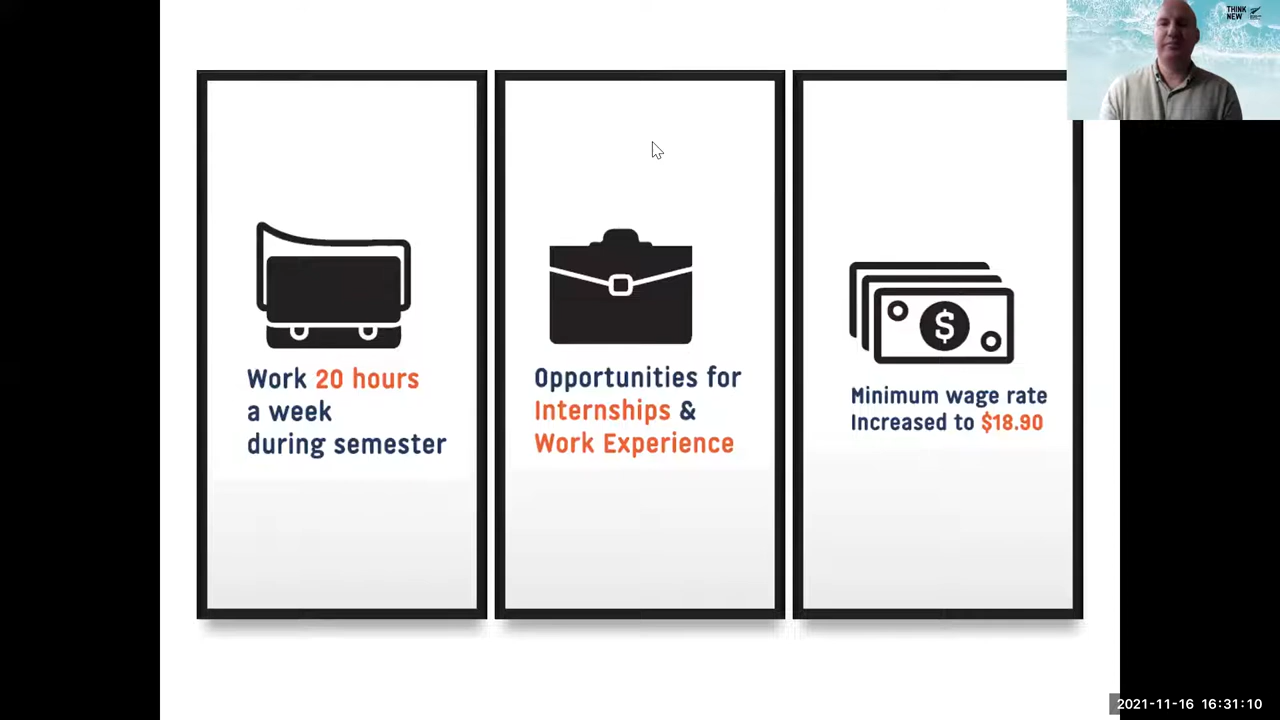 THINK
NEW
Work 20 hours
a week
during semester
Opportunities for
Internships &
Work Experience
$
Minimum wage rate
Increased to $18.90
2021-11-16 16:31:10